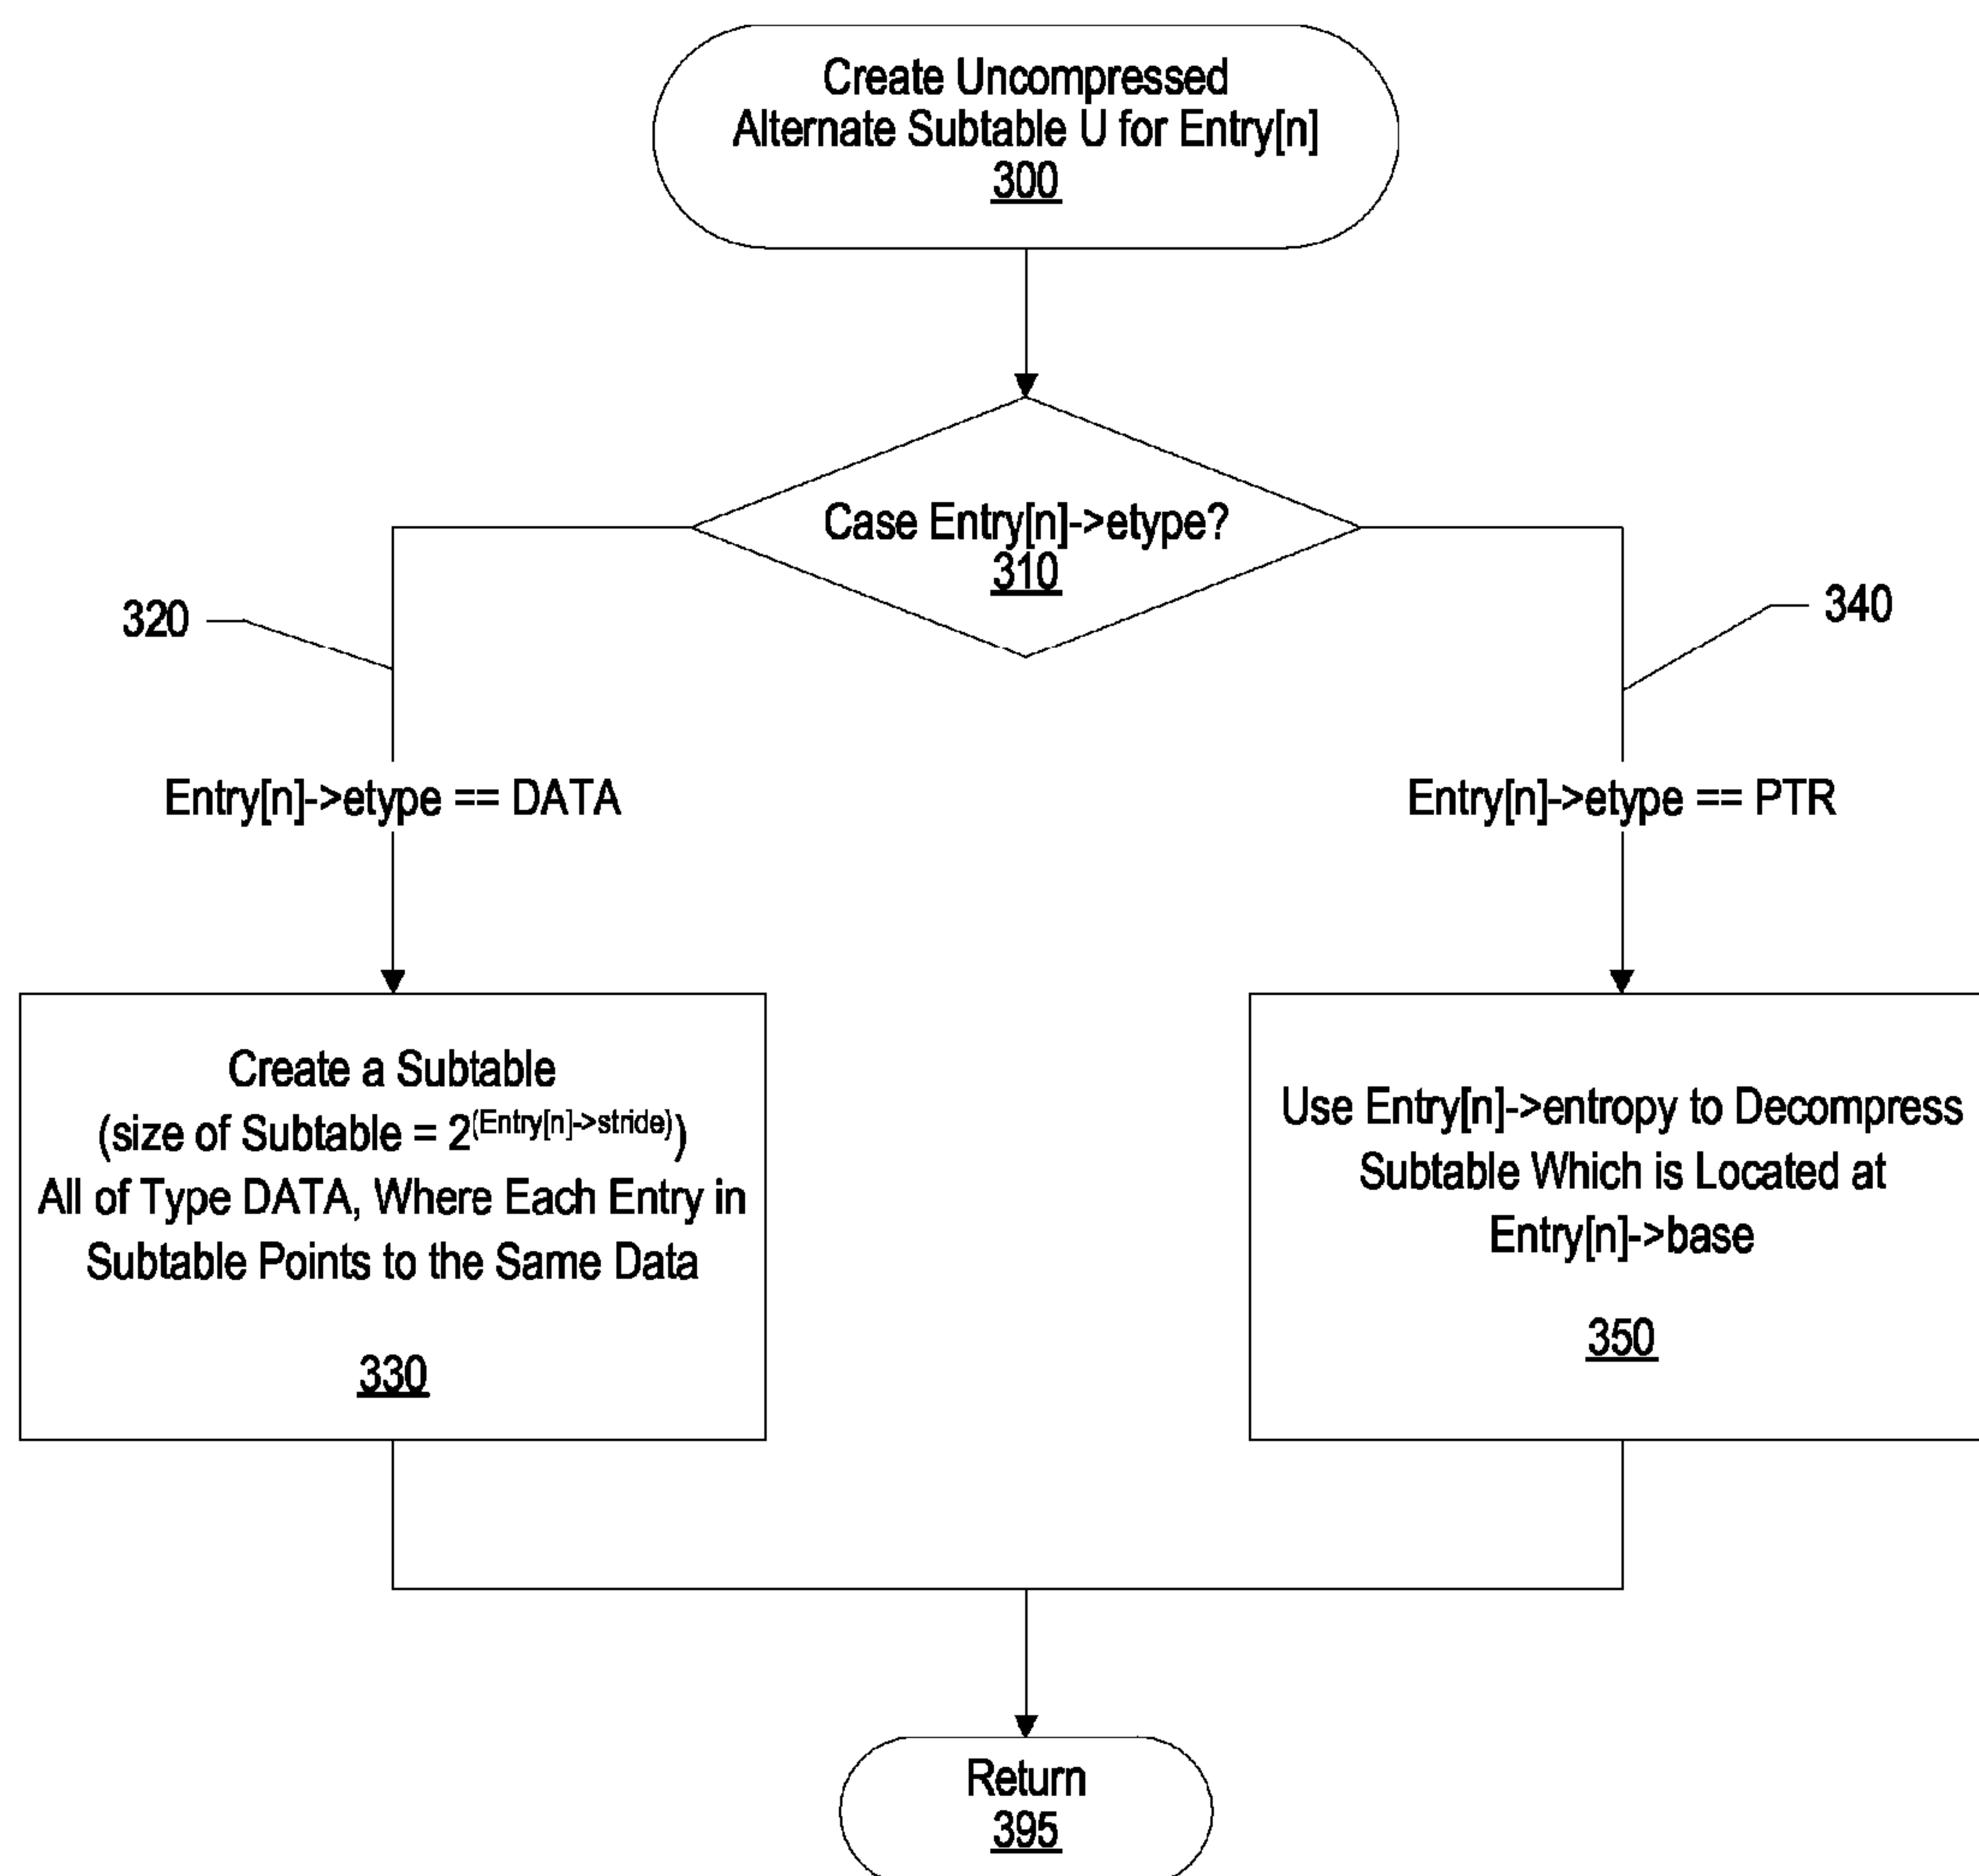 Create Uncompressed
Alternate Subtable U for Entry[n]
300
Case Entry[n]->etype?
310
320
340
Entry[n]->etype == DATA
Entry[n]->etype == PTR
Create a Subtable
(size of Subtable = 2^(Entry[n]->stride))
All of Type DATA, Where Each Entry in
Subtable Points to the Same Data
330
Use Entry[n]->entropy to Decompress
Subtable Which is Located at
Entry[n]->base
350
Return
395